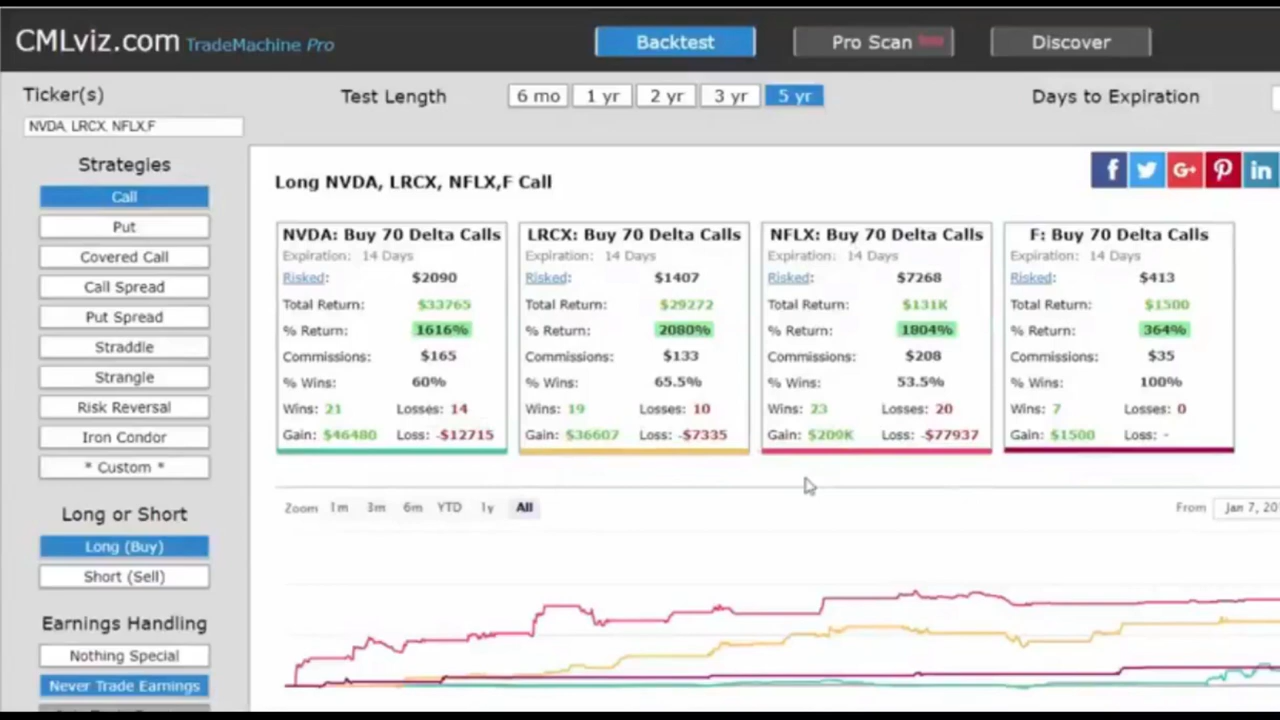 CMLviz.com TradeMachine Pro
Backtest
Pro Scan
Discover
Ticker(s)
Test Length
6 mo
1 yr
2 yr
3 yr
5 yr
Days to Expiration
NVDA, LRCX, NFLX,F
Strategies
Call
Put
Covered Call
Call Spread
Put Spread
Straddle
Strangle
Risk Reversal
Iron Condor
* Custom *
Long or Short
Long (Buy)
Short (Sell)
Earnings Handling
Nothing Special
Never Trade Earnings
Long NVDA, LRCX, NFLX,F Call
f
G+
in
NVDA: Buy 70 Delta Calls
Expiration: 14 Days
Risked: $2090
Total Return: $33765
% Return: 1616%
Commissions: $165
% Wins: 60%
Wins: 21 Losses: 14
Gain: $46480 Loss: -$12715
LRCX: Buy 70 Delta Calls
Expiration: 14 Days
Risked: $1407
Total Return: $29272
% Return: 2080%
Commissions: $133
% Wins: 65.5%
Wins: 19 Losses: 10
Gain: $36607 Loss: -$7335
NFLX: Buy 70 Delta Calls
Expiration: 14 Days
Risked: $7268
Total Return: $131K
% Return: 1804%
Commissions: $208
% Wins: 53.5%
Wins: 23 Losses: 20
Gain: $209K Loss: -$77937
F: Buy 70 Delta Calls
Expiration: 14 Days
Risked: $413
Total Return: $1500
% Return: 364%
Commissions: $35
% Wins: 100%
Wins: 7 Losses: 0
Gain: $1500 Loss: -
Zoom 1m 3m 6m YTD 1y All
From Jan 7, 20